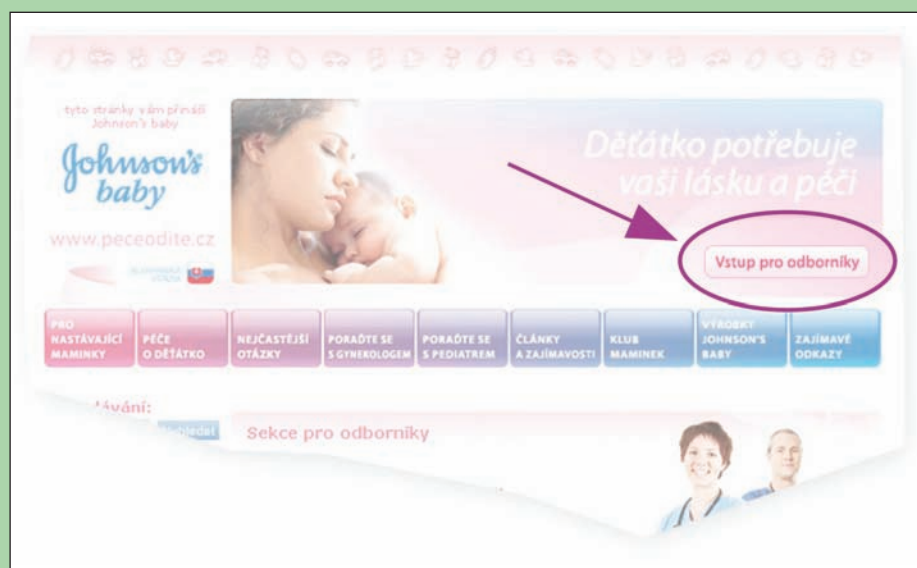 tyto stránky vám přináší
Johnson's baby
Johnson's
baby
www.peceodite.cz
Děťátko potřebuje
vaši lásku a péči
Vstup pro odborníky
PRO
NASTÁVAJÍCÍ
MAMINKY
PÉČE
O DĚŤÁTKO
NEJČASTĚJŠÍ
OTÁZKY
PORAĎTE SE
S GYNEKOLOGEM
PORAĎTE SE
S PEDIATREM
ČLÁNKY
A ZAJÍMAVOSTI
KLUB
MAMINEK
VÝROBKY
JOHNSON'S
BABY
ZAJÍMAVÉ
ODKAZY
Sekce pro odborníky